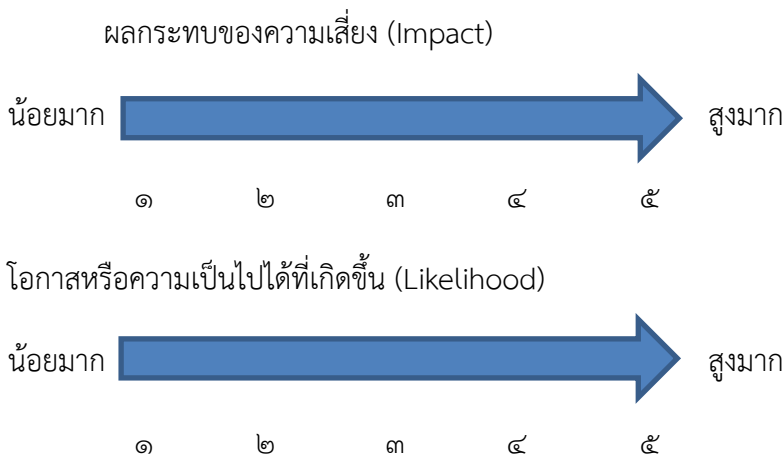 ผลกระทบของความเสี่ยง (Impact)
น้อยมาก สูงมาก
๑ ๒ ๓ ๔ ๕
โอกาสหรือความเป็นไปได้ที่เกิดขึ้น (Likelihood)
น้อยมาก สูงมาก
๑ ๒ ๓ ๔ ๕